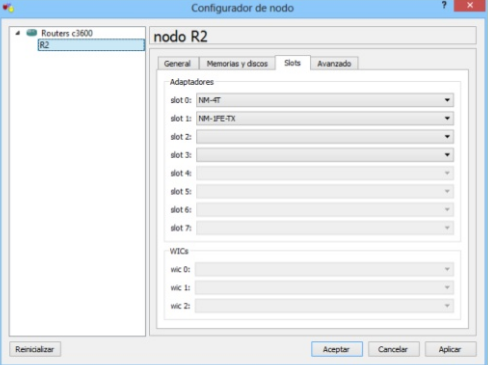 Configurador de nodo
?
x
Routers c3600
R2
nodo R2
General
Memorias y discos
Slots
Avanzado
Adaptadores
slot 0: NM-4T
slot 1: NM-1FE-TX
slot 2:
slot 3:
slot 4:
slot 5:
slot 6:
slot 7:
WICs
wic 0:
wic 1:
wic 2:
Reinicializar
Aceptar
Cancelar
Aplicar